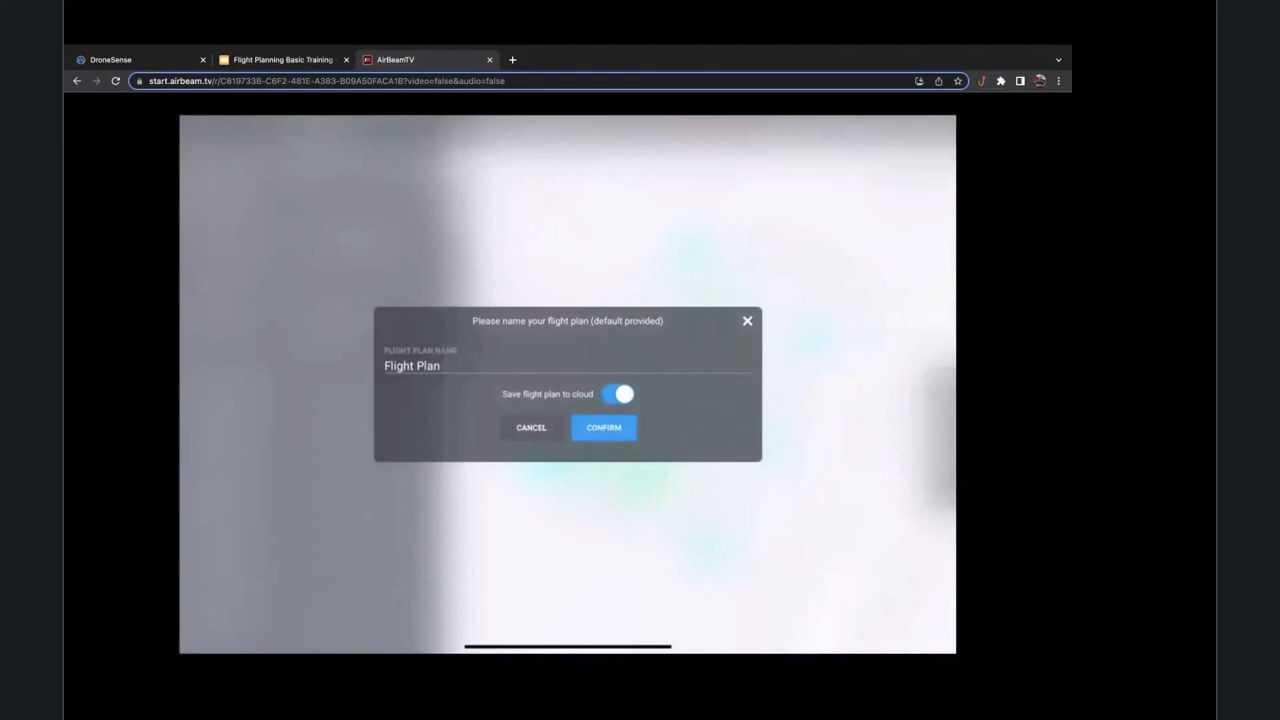 DroneSense
Flight Planning Basic Training -
AirBeamTV
start.airbeam.tv/r/C819733B-C6F2-481E-A383-B09A50FACA1B?video=false&audio=false
Please name your flight plan (default provided)
FLIGHT PLAN NAME
Flight Plan
Save flight plan to cloud
CANCEL
CONFIRM